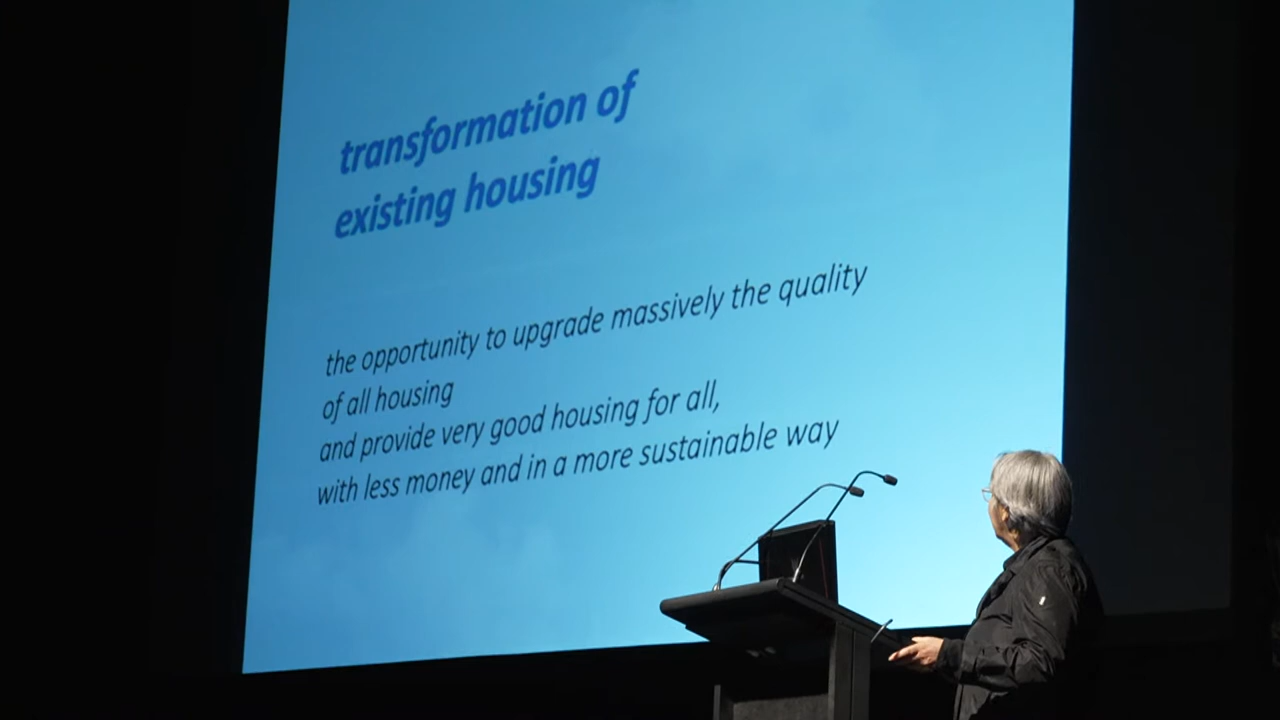 transformation of
existing housing
the opportunity to upgrade massively the quality
of all housing
and provide very good housing for all,
with less money and in a more sustainable way